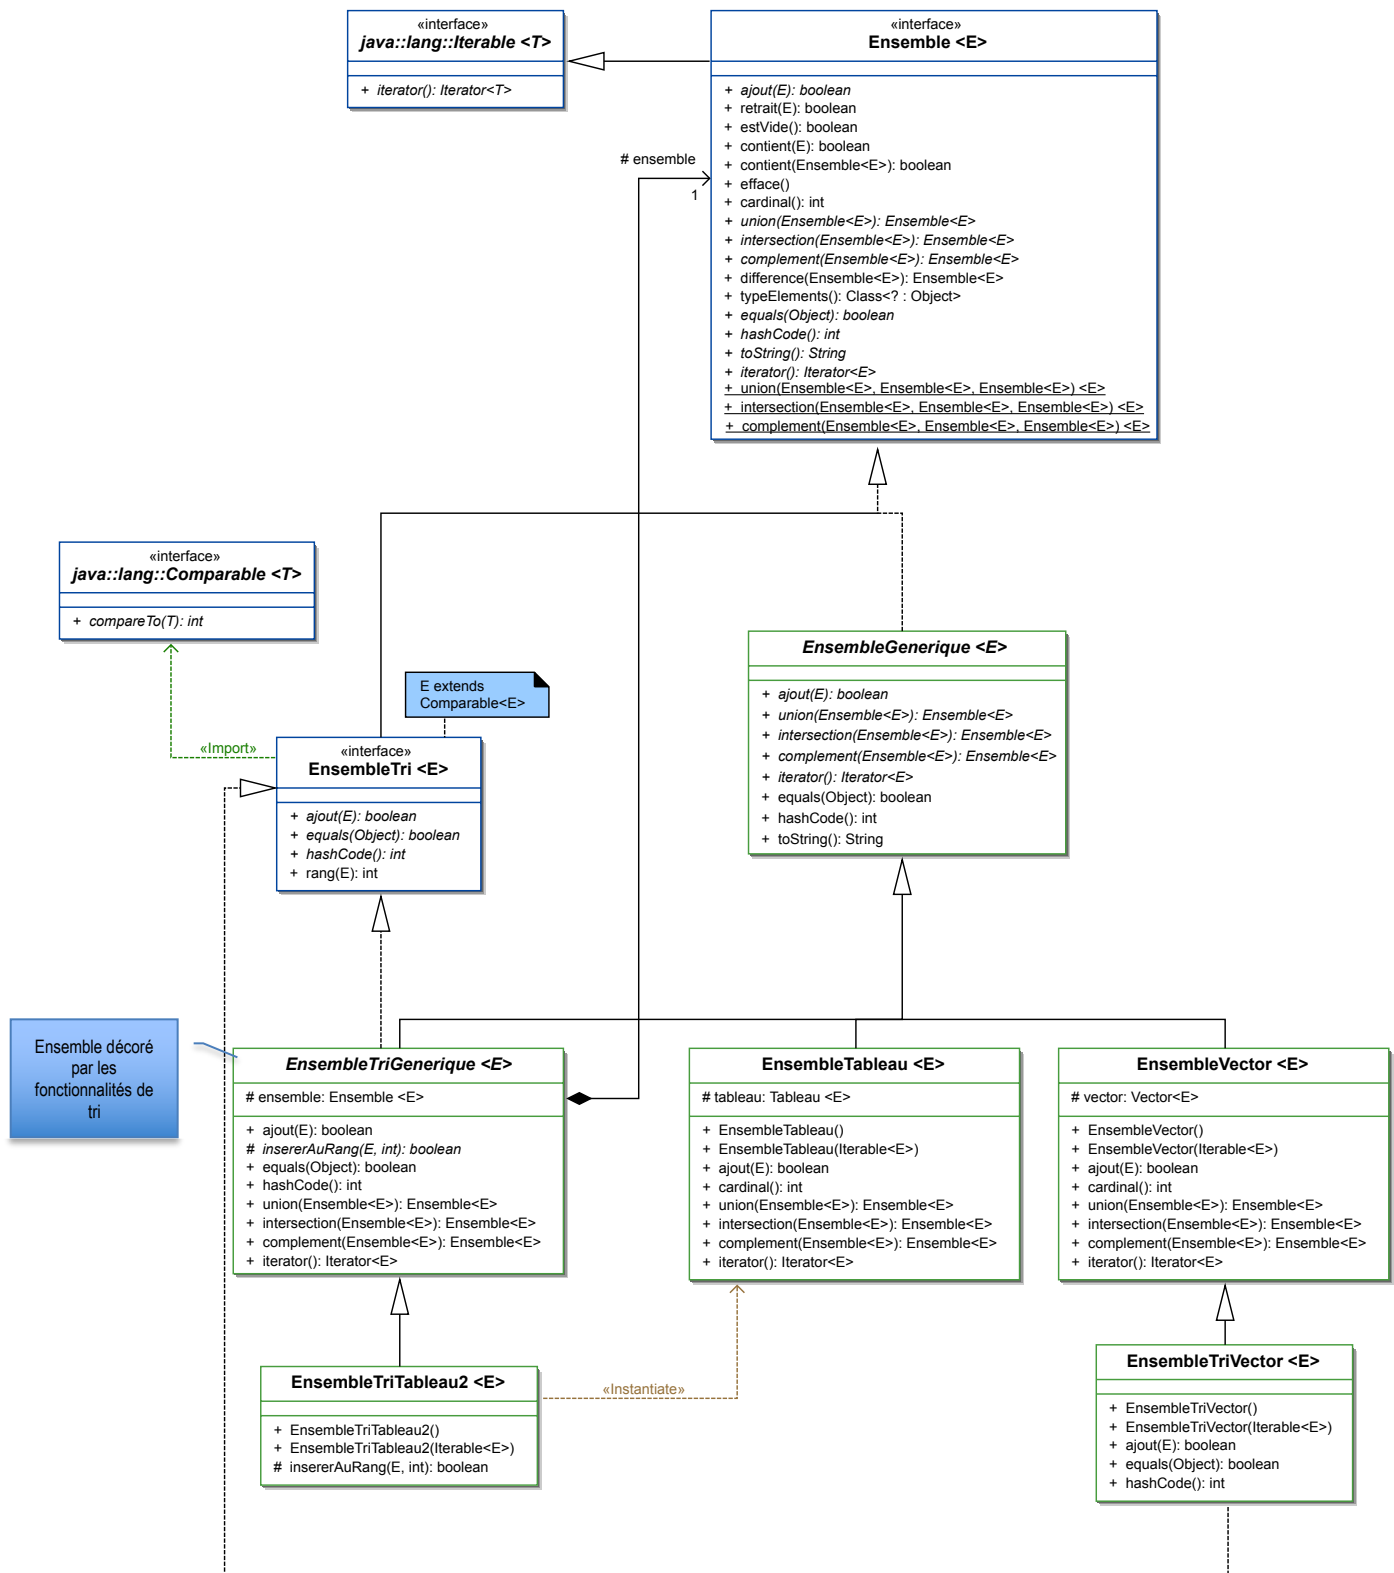 «interface»
java::lang::Iterable <T>
+ iterator(): Iterator<T>
«interface»
Ensemble <E>
+ ajout(E): boolean
+ retrait(E): boolean
+ estVide(): boolean
+ contient(E): boolean
+ contient(Ensemble<E>): boolean
+ efface()
+ cardinal(): int
+ union(Ensemble<E>): Ensemble<E>
+ intersection(Ensemble<E>): Ensemble<E>
+ complement(Ensemble<E>): Ensemble<E>
+ difference(Ensemble<E>): Ensemble<E>
+ typeElements(): Class<? : Object>
+ equals(Object): boolean
+ hashCode(): int
+ toString(): String
+ iterator(): Iterator<E>
+ union(Ensemble<E>, Ensemble<E>, Ensemble<E>) <E>
+ intersection(Ensemble<E>, Ensemble<E>, Ensemble<E>) <E>
+ complement(Ensemble<E>, Ensemble<E>, Ensemble<E>) <E>
# ensemble
1
«interface»
java::lang::Comparable <T>
+ compareTo(T): int
«Import»
E extends
Comparable<E>
«interface»
EnsembleTri <E>
+ ajout(E): boolean
+ equals(Object): boolean
+ hashCode(): int
+ rang(E): int
EnsembleGenerique <E>
+ ajout(E): boolean
+ union(Ensemble<E>): Ensemble<E>
+ intersection(Ensemble<E>): Ensemble<E>
+ complement(Ensemble<E>): Ensemble<E>
+ iterator(): Iterator<E>
+ equals(Object): boolean
+ hashCode(): int
+ toString(): String
Ensemble décoré
par les
fonctionnalités de
tri
EnsembleTriGenerique <E>
# ensemble: Ensemble <E>
+ ajout(E): boolean
# insererAuRang(E, int): boolean
+ equals(Object): boolean
+ hashCode(): int
+ union(Ensemble<E>): Ensemble<E>
+ intersection(Ensemble<E>): Ensemble<E>
+ complement(Ensemble<E>): Ensemble<E>
+ iterator(): Iterator<E>
EnsembleTableau <E>
# tableau: Tableau <E>
+ EnsembleTableau()
+ EnsembleTableau(Iterable<E>)
+ ajout(E): boolean
+ cardinal(): int
+ union(Ensemble<E>): Ensemble<E>
+ intersection(Ensemble<E>): Ensemble<E>
+ complement(Ensemble<E>): Ensemble<E>
+ iterator(): Iterator<E>
EnsembleVector <E>
# vector: Vector<E>
+ EnsembleVector()
+ EnsembleVector(Iterable<E>)
+ ajout(E): boolean
+ cardinal(): int
+ union(Ensemble<E>): Ensemble<E>
+ intersection(Ensemble<E>): Ensemble<E>
+ complement(Ensemble<E>): Ensemble<E>
+ iterator(): Iterator<E>
EnsembleTriTableau2 <E>
+ EnsembleTriTableau2()
+ EnsembleTriTableau2(Iterable<E>)
# insererAuRang(E, int): boolean
«Instantiate»
EnsembleTriVector <E>
+ EnsembleTriVector()
+ EnsembleTriVector(Iterable<E>)
+ ajout(E): boolean
+ equals(Object): boolean
+ hashCode(): int